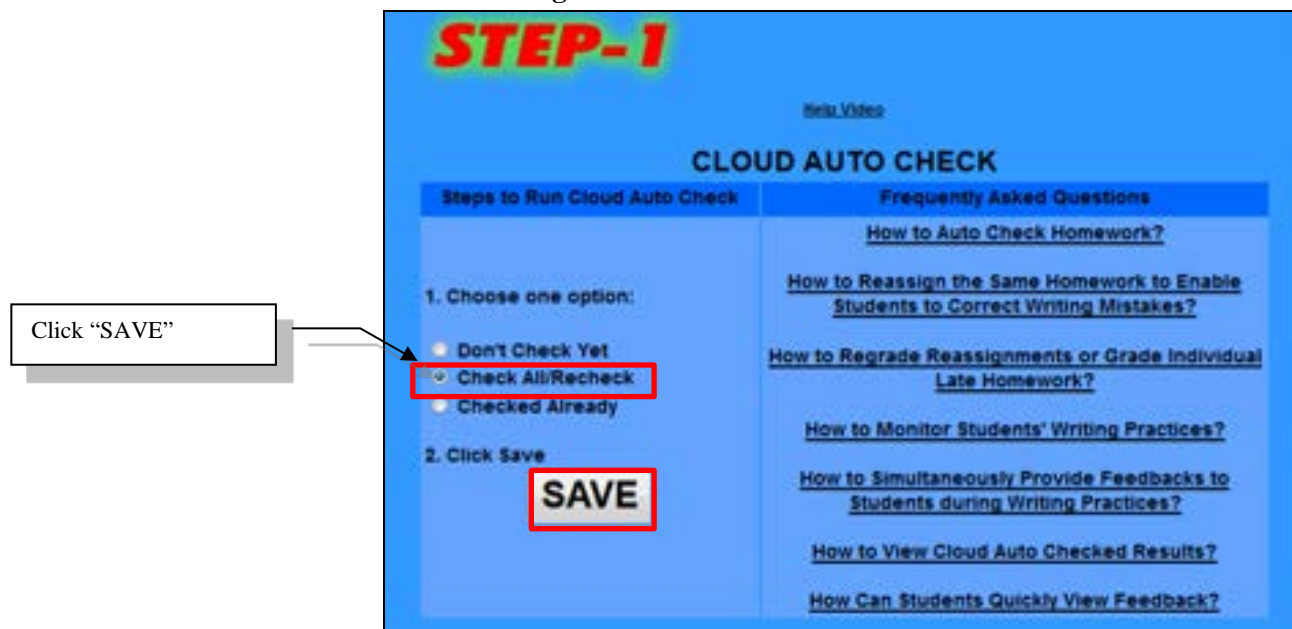 g
STEP-1
Help Video
CLOUD AUTO CHECK
Steps to Run Cloud Auto Check
Frequently Asked Questions
1. Choose one option:
Don't Check Yet
Check All/Recheck
Checked Already
2. Click Save
SAVE
How to Auto Check Homework?
How to Reassign the Same Homework to Enable
Students to Correct Writing Mistakes?
How to Regrade Reassignments or Grade Individual
Late Homework?
How to Monitor Students' Writing Practices?
How to Simultaneously Provide Feedbacks to
Students during Writing Practices?
How to View Cloud Auto Checked Results?
How Can Students Quickly View Feedback?
Click “SAVE”